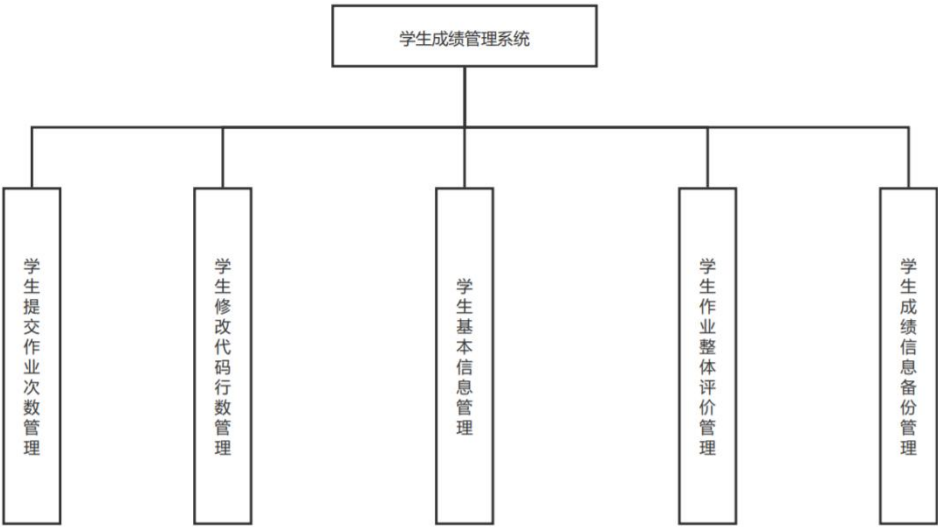 学生成绩管理系统
学生提交作业次数管理
学生修改代码行数管理
学生基本信息管理
学生作业整体评价管理
学生成绩信息备份管理